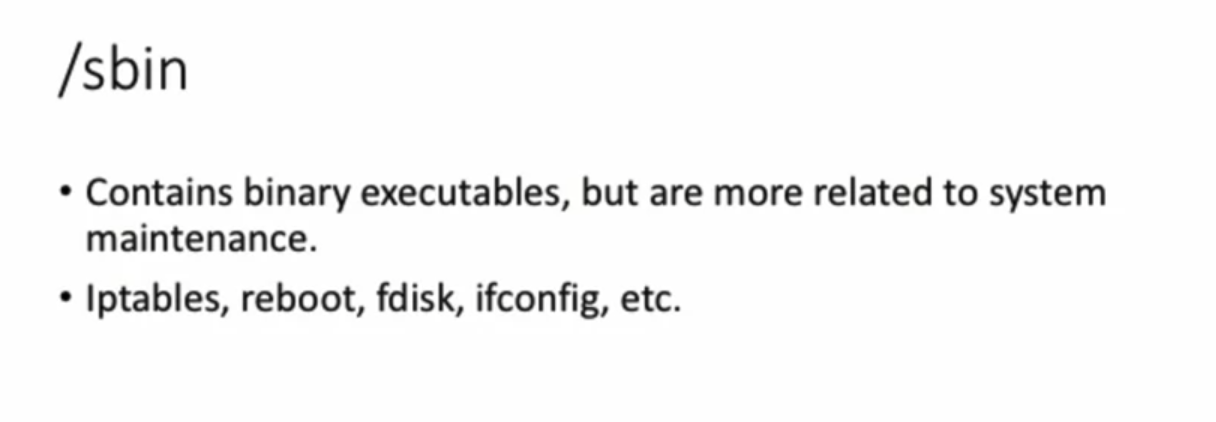 /sbin
• Contains binary executables, but are more related to system
maintenance.
• Iptables, reboot, fdisk, ifconfig, etc.